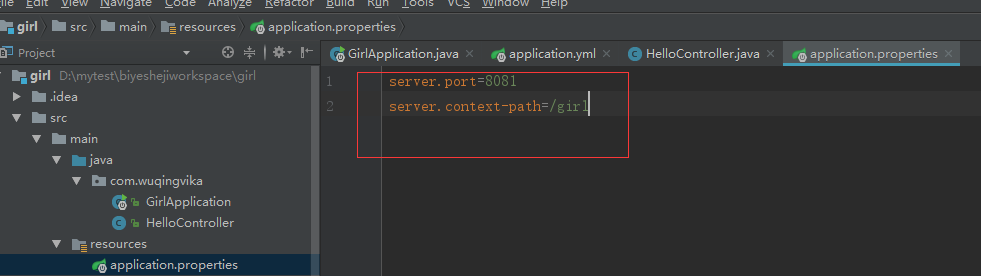 File Edit View Navigate Code Analyze Refactor Build Run Tools VCS Window Help
girl src main resources application.properties
Project
GirlApplication.java application.yml HelloController.java application.properties
girl D:\mytest\biyeshejiworkspace\girl
.idea
src
main
java
com.wuqingvika
GirlApplication
HelloController
resources
application.properties
1 server.port=8081
2 server.context-path=/girl